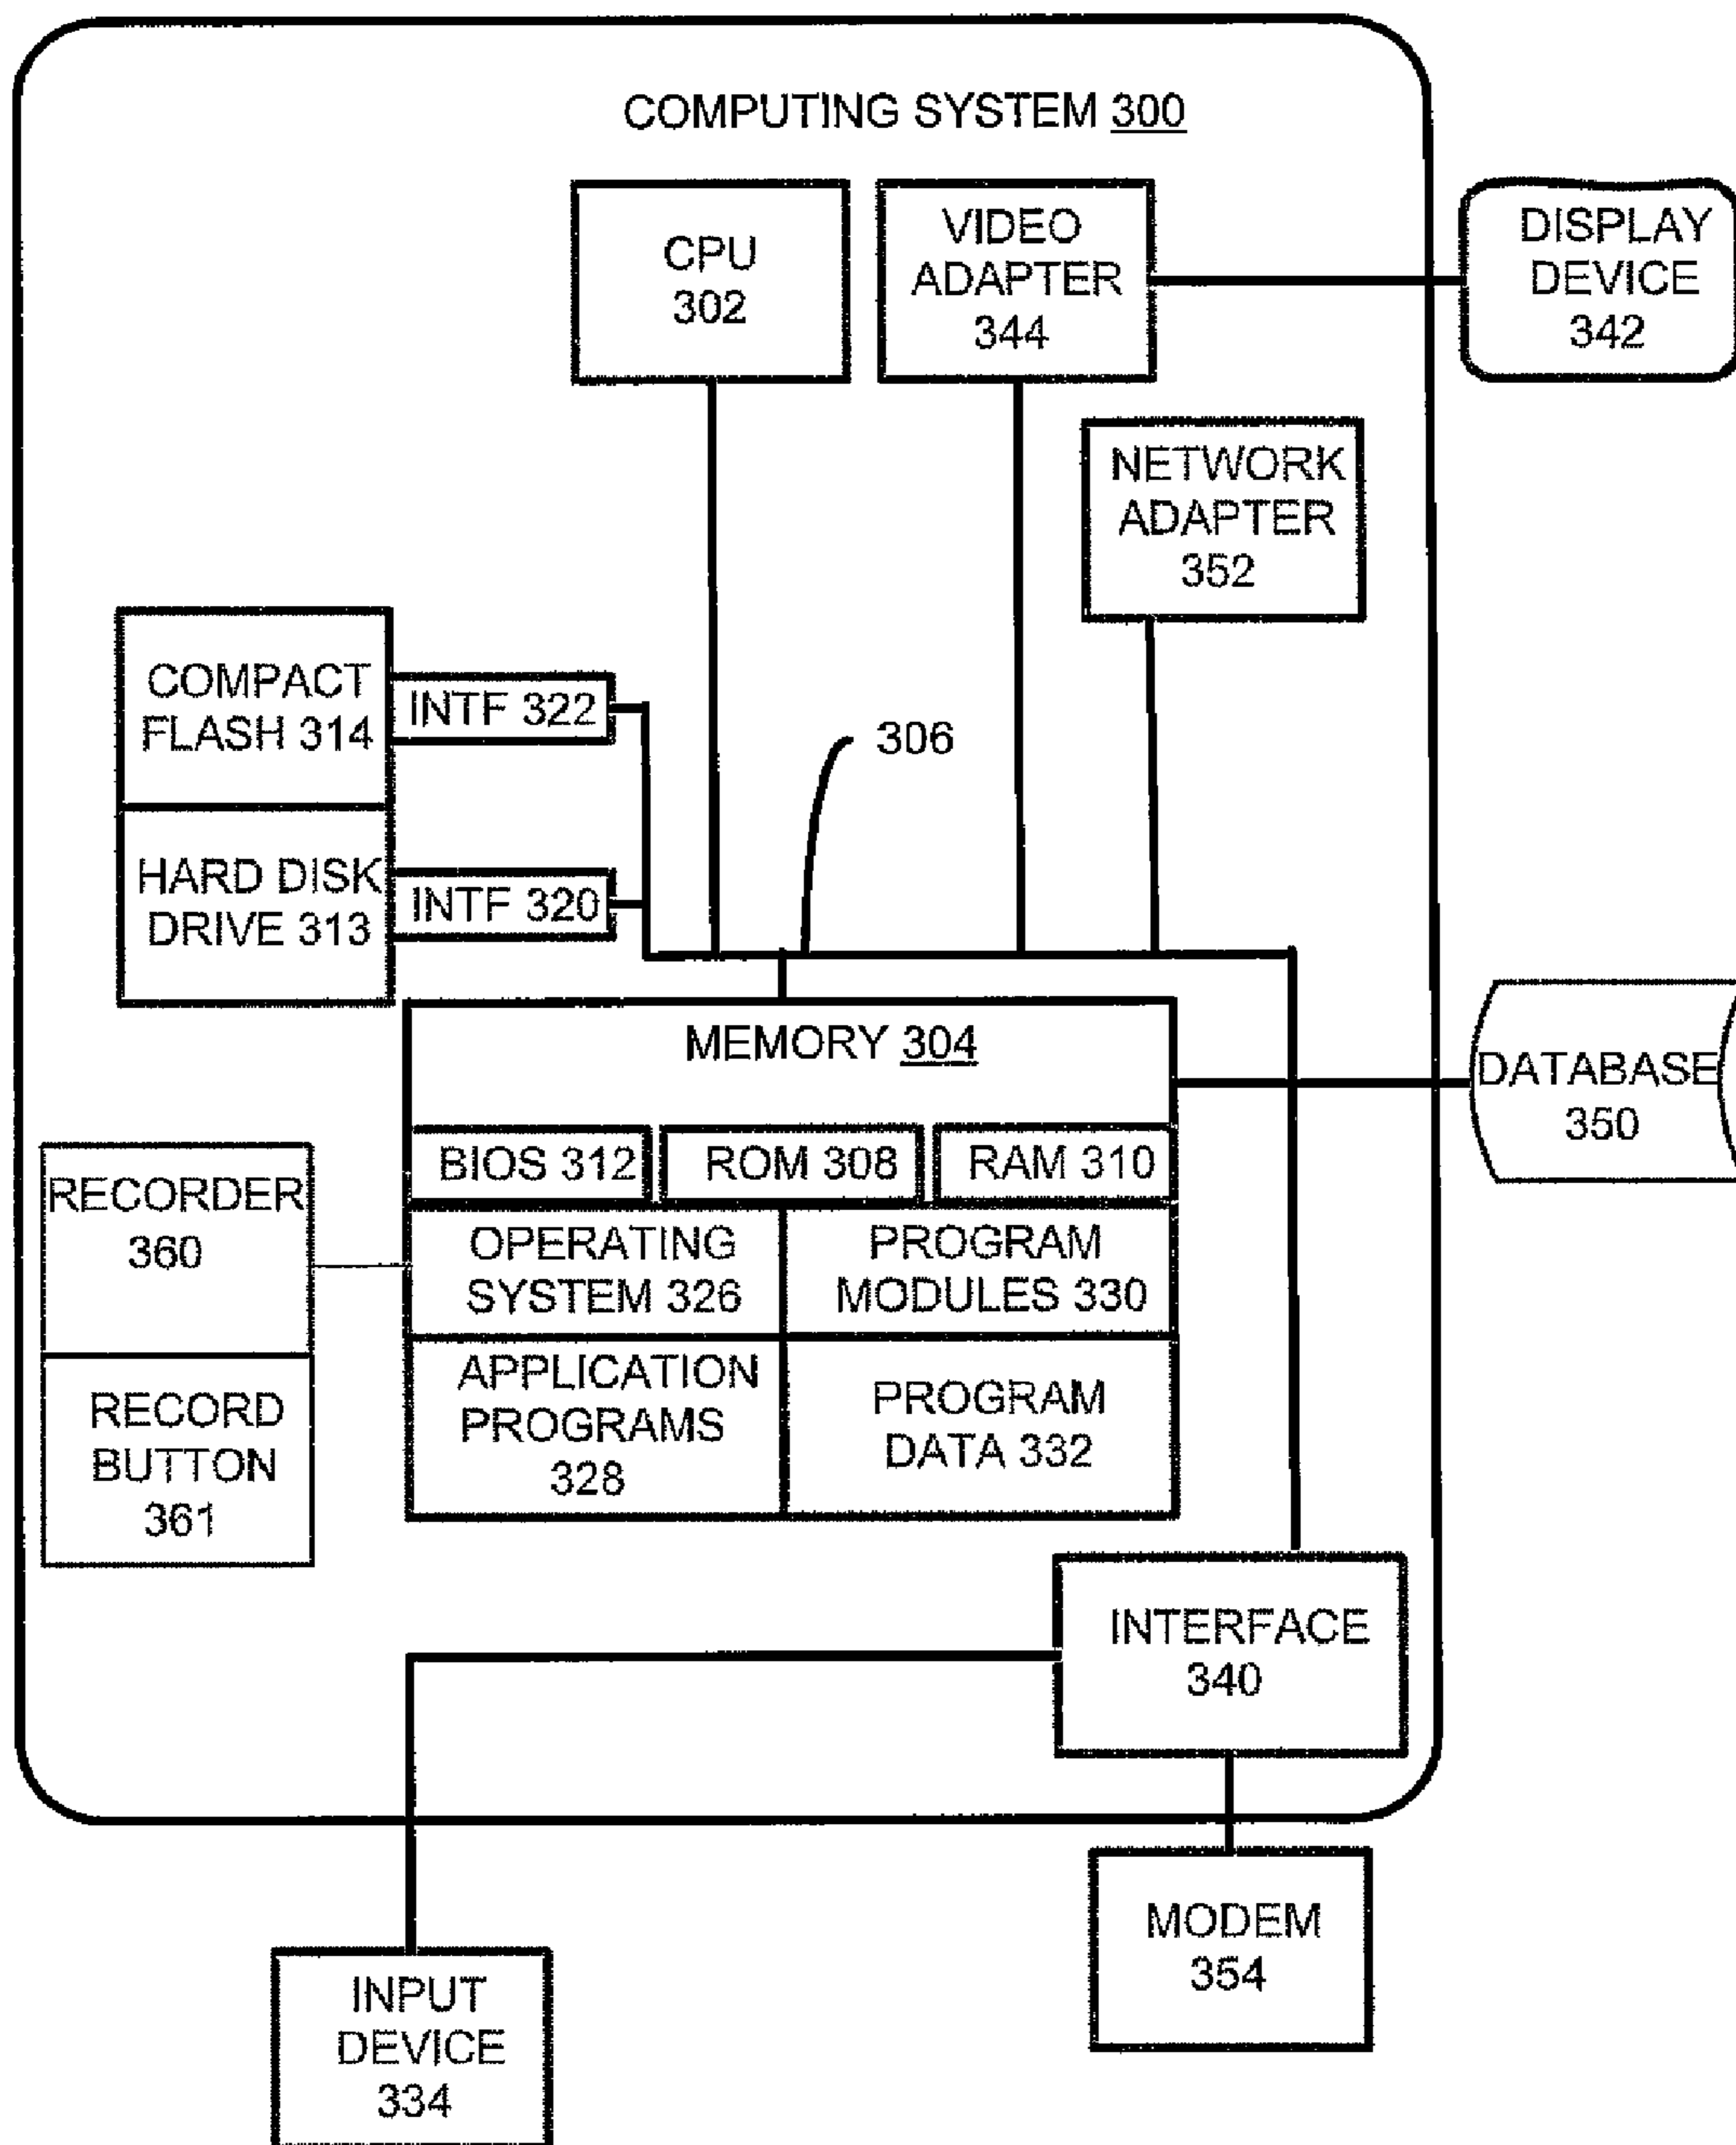 COMPUTING SYSTEM 300
CPU
302
VIDEO
ADAPTER
344
DISPLAY
DEVICE
342
NETWORK
ADAPTER
352
COMPACT
FLASH 314
INTF 322
306
HARD DISK
DRIVE 313
INTF 320
MEMORY 304
DATABASE
350
BIOS 312
ROM 308
RAM 310
RECORDER
360
OPERATING
SYSTEM 326
PROGRAM
MODULES 330
RECORD
BUTTON
361
APPLICATION
PROGRAMS
328
PROGRAM
DATA 332
INTERFACE
340
MODEM
354
INPUT
DEVICE
334